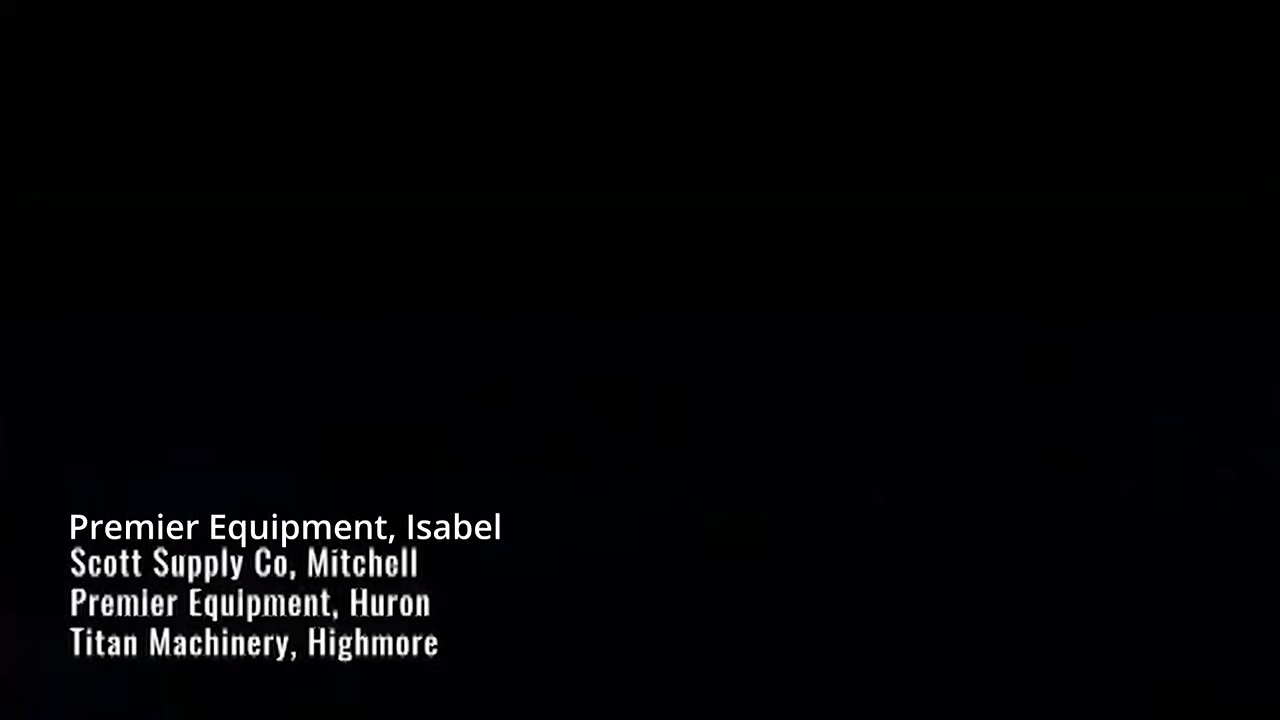 Premier Equipment, Isabel
Scott Supply Co, Mitchell
Premier Equipment, Huron
Titan Machinery, Highmore